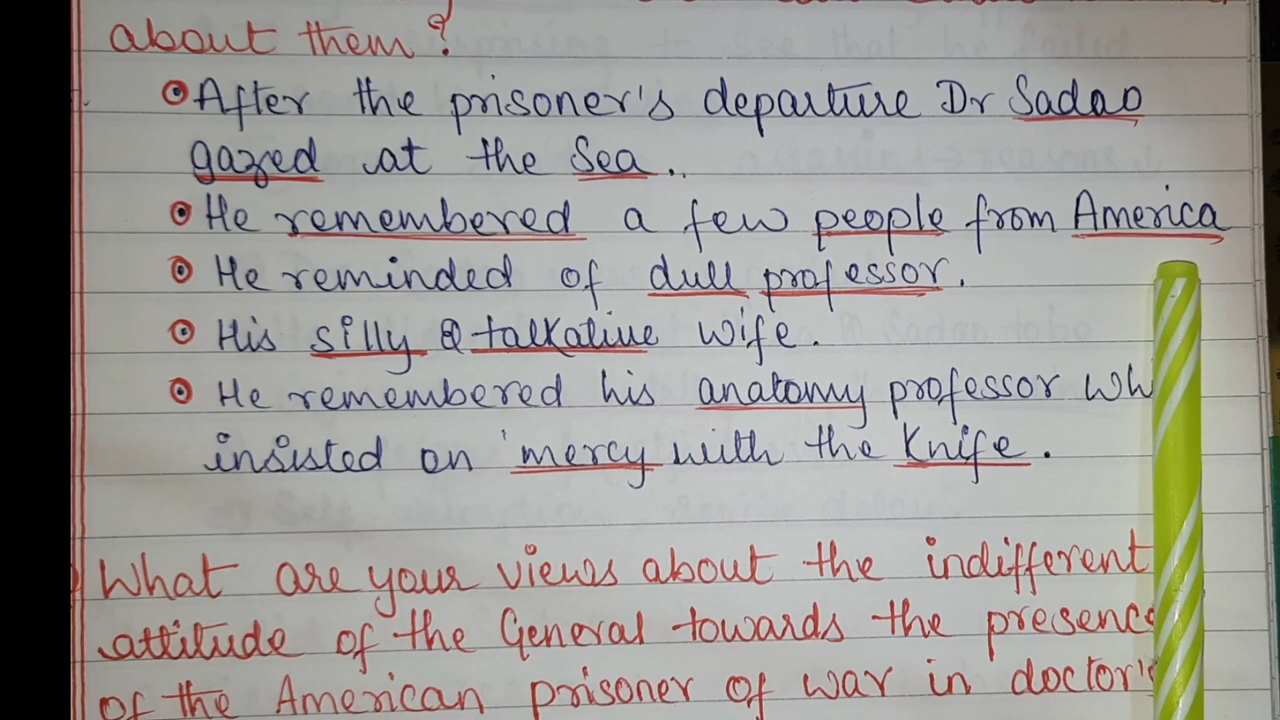 about them?
After the prisoner's departure Dr Sadao
gazed at the Sea..
He remembered a few people from America
He reminded of dull professor.
His silly & talkative wife.
He remembered his anatomy professor wh
insisted on 'mercy with the Knife.
What are your views about the indifferent
attitude of the General towards the presenc
of the American prisoner of war in doctor's